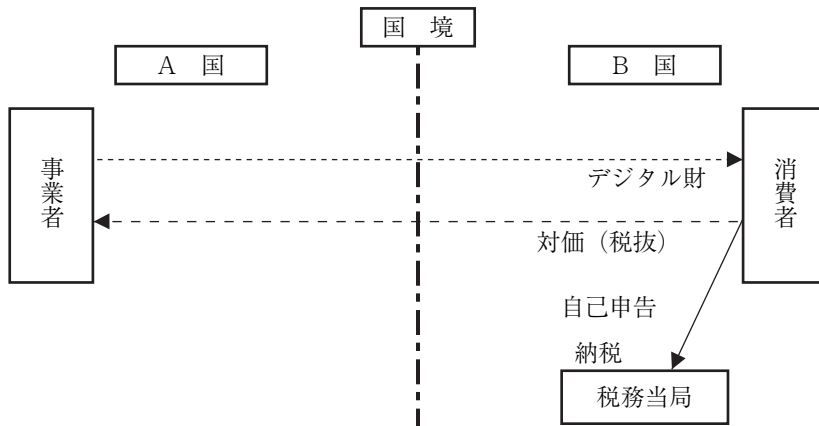 国 境
A 国
B 国
事業者
消費者
デジタル財
対価（税抜）
自己申告
納税
税務当局